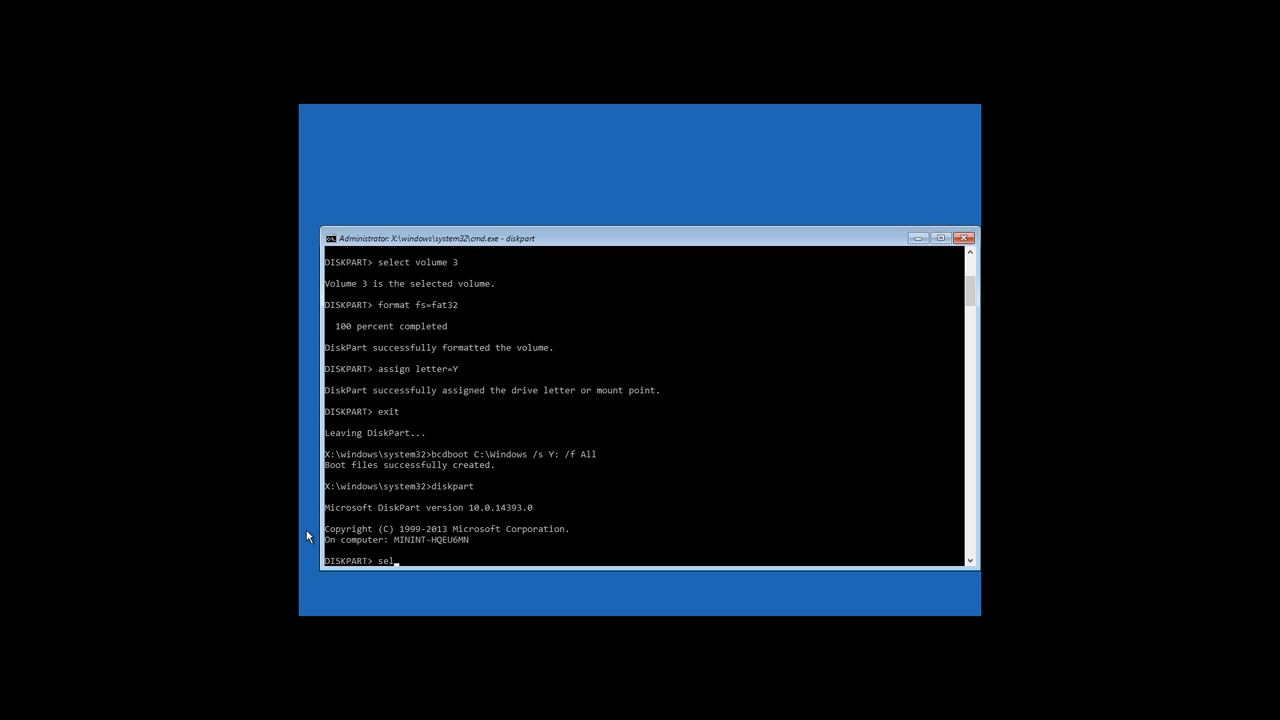 Administrator: X:\windows\system32\cmd.exe - diskpart
DISKPART> select volume 3
Volume 3 is the selected volume.
DISKPART> format fs=fat32
100 percent completed
DiskPart successfully formatted the volume.
DISKPART> assign letter=Y
DiskPart successfully assigned the drive letter or mount point.
DISKPART> exit
Leaving DiskPart...
X:\windows\system32>bcdboot C:\Windows /s Y: /f All
Boot files successfully created.
X:\windows\system32>diskpart
Microsoft DiskPart version 10.0.14393.0
Copyright (C) 1999-2013 Microsoft Corporation.
On computer: MININT-HQEU6MN
DISKPART> sel